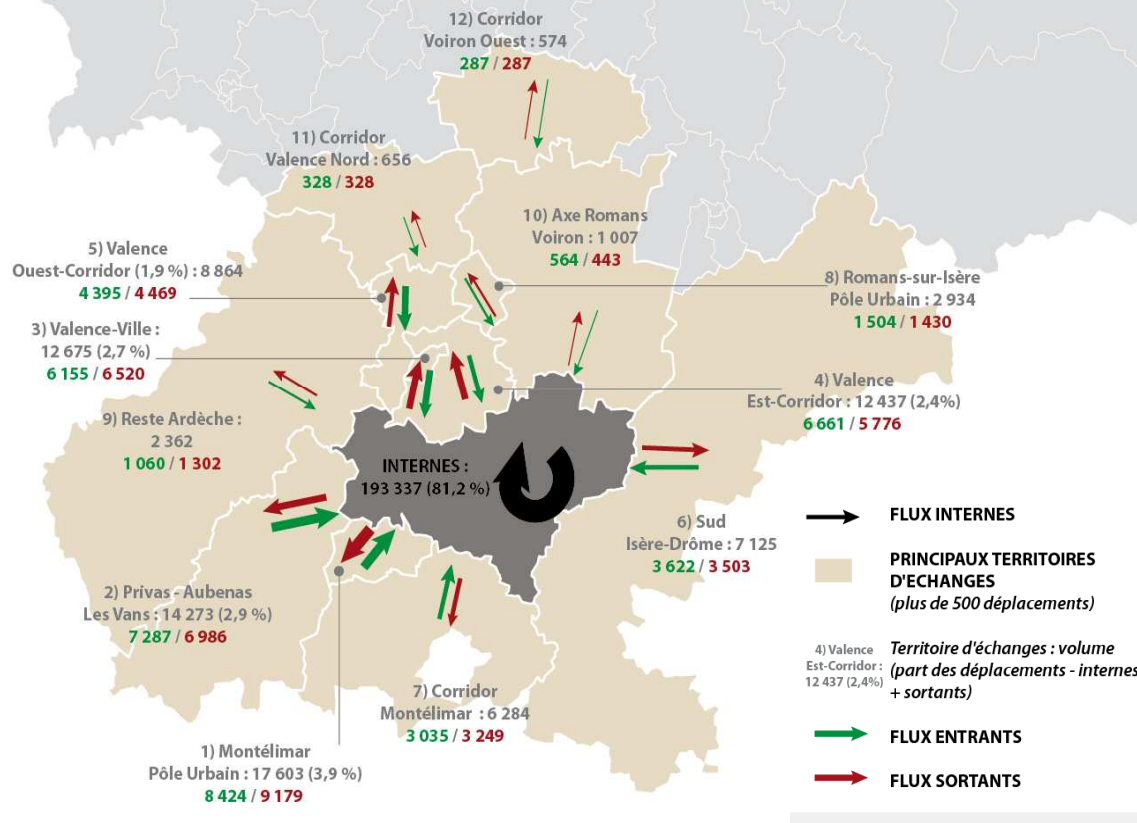 12) Corridor
Voiron Ouest : 574
287 / 287
11) Corridor
Valence Nord : 656
328 / 328
10) Axe Romans
Voiron : 1 007
564 / 443
5) Valence
Ouest-Corridor (1,9 %) : 8 864
4 395 / 4 469
8) Romans-sur-Isère
Pôle Urbain : 2 934
1 504 / 1 430
3) Valence-Ville :
12 675 (2,7 %)
6 155 / 6 520
4) Valence
Est-Corridor : 12 437 (2,4%)
6 661 / 5 776
9) Reste Ardèche :
2 362
1 060 / 1 302
INTERNES :
193 337 (81,2 %)
6) Sud
Isère-Drôme : 7 125
3 622 / 3 503
2) Privas - Aubenas
Les Vans : 14 273 (2,9 %)
7 287 / 6 986
7) Corridor
Montélimar : 6 284
3 035 / 3 249
1) Montélimar
Pôle Urbain : 17 603 (3,9 %)
8 424 / 9 179
FLUX INTERNES
PRINCIPAUX TERRITOIRES
D'ECHANGES
(plus de 500 déplacements)
4) Valence
Est-Corridor :
12 437 (2,4%)
Territoire d'échanges : volume
(part des déplacements - internes
+ sortants)
FLUX ENTRANTS
FLUX SORTANTS